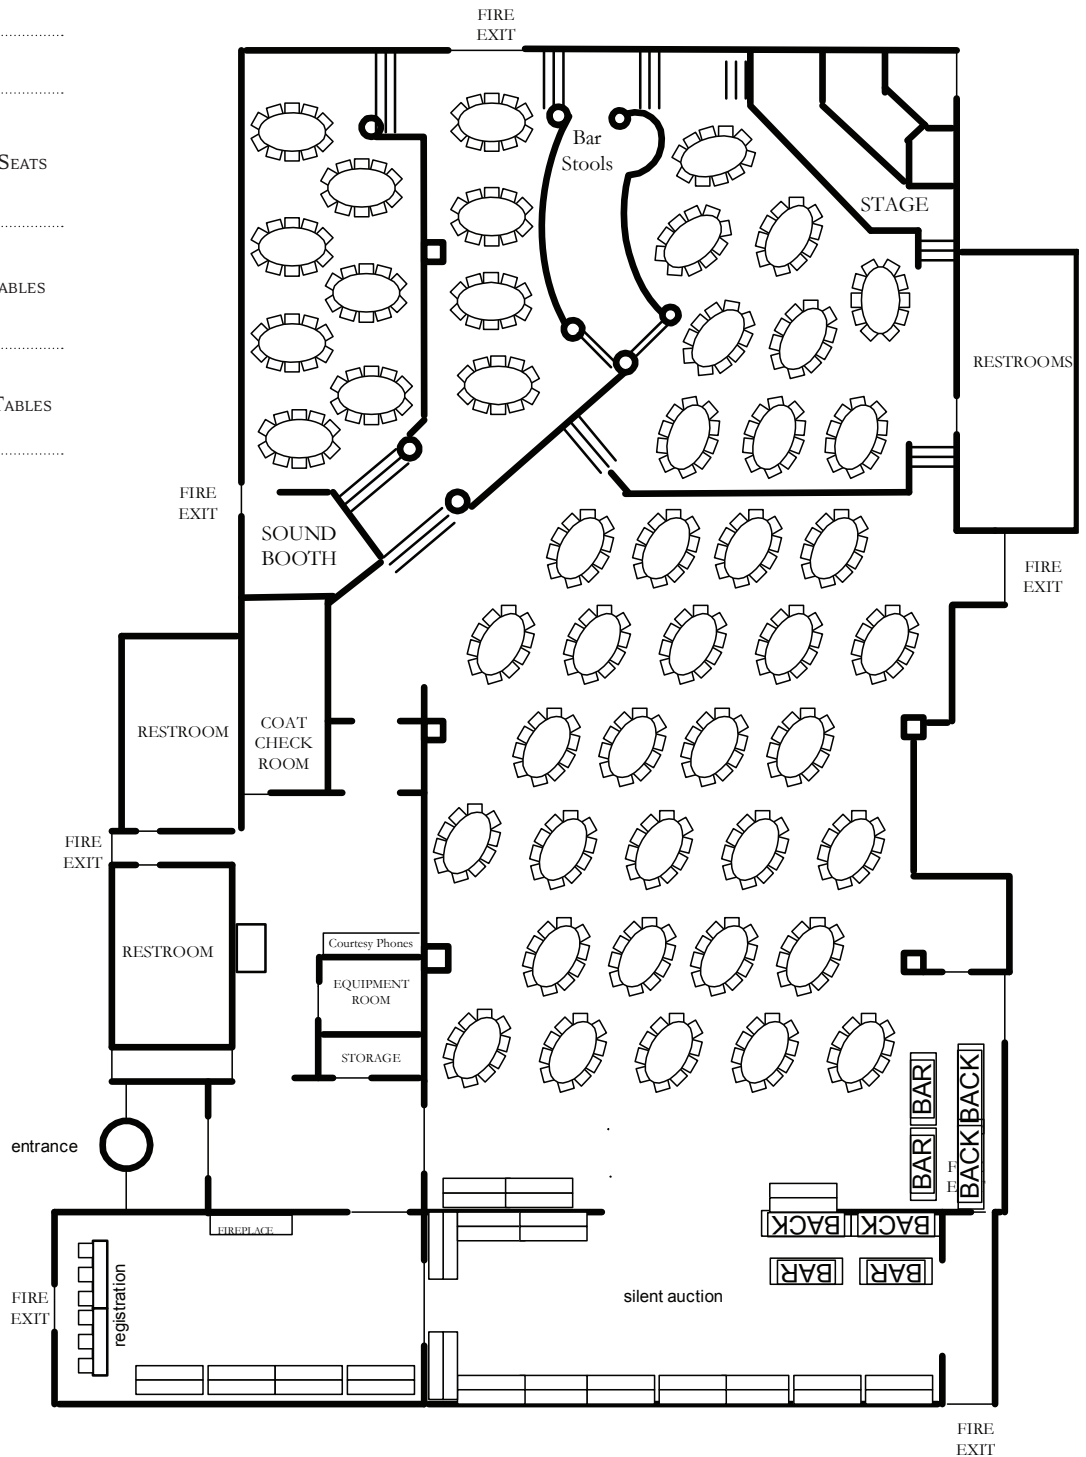 FIRE
EXIT
SEATS
Bar
Stools
STAGE
ABLES
RESTROOMS
TABLES
FIRE
EXIT
SOUND
BOOTH
FIRE
EXIT
RESTROOM
COAT
CHECK
ROOM
FIRE
EXIT
RESTROOM
Courtesy Phones
EQUIPMENT
ROOM
STORAGE
BAR
BACK
entrance
BAR
BACK
F
E
FIREPLACE
BACK
BACK
BAR
BAR
registration
silent auction
FIRE
EXIT
FIRE
EXIT